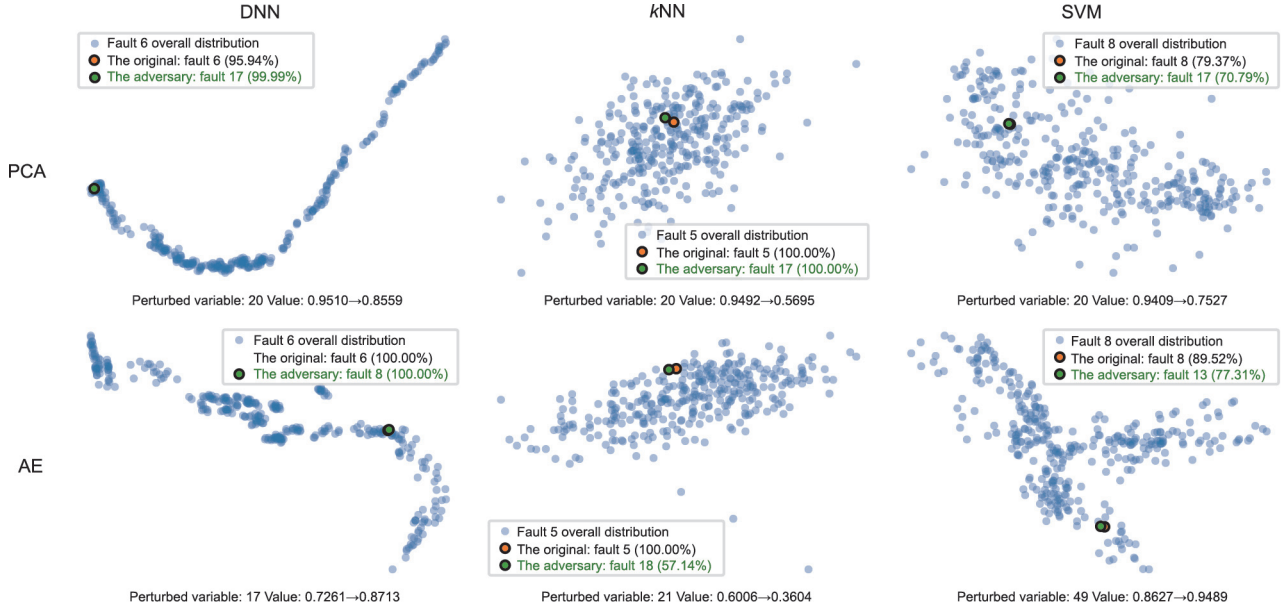 DNN
kNN
SVM
PCA
Fault 6 overall distribution
The original: fault 6 (95.94%)
The adversary: fault 17 (99.99%)
Fault 5 overall distribution
The original: fault 5 (100.00%)
The adversary: fault 17 (100.00%)
Fault 8 overall distribution
The original: fault 8 (79.37%)
The adversary: fault 17 (70.79%)
Perturbed variable: 20 Value: 0.9510→0.8559
Perturbed variable: 20 Value: 0.9492→0.5695
Perturbed variable: 20 Value: 0.9409→0.7527
AE
Fault 6 overall distribution
The original: fault 6 (100.00%)
The adversary: fault 8 (100.00%)
Fault 5 overall distribution
The original: fault 5 (100.00%)
The adversary: fault 18 (57.14%)
Fault 8 overall distribution
The original: fault 8 (89.52%)
The adversary: fault 13 (77.31%)
Perturbed variable: 17 Value: 0.7261→0.8713
Perturbed variable: 21 Value: 0.6006→0.3604
Perturbed variable: 49 Value: 0.8627→0.9489